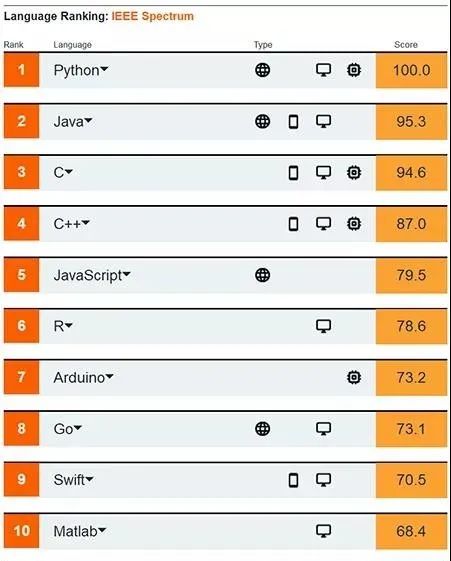 Language Ranking: IEEE Spectrum
Rank Language Type Score
1 Python 100.0
2 Java 95.3
3 C 94.6
4 C++ 87.0
5 JavaScript 79.5
6 R 78.6
7 Arduino 73.2
8 Go 73.1
9 Swift 70.5
10 Matlab 68.4